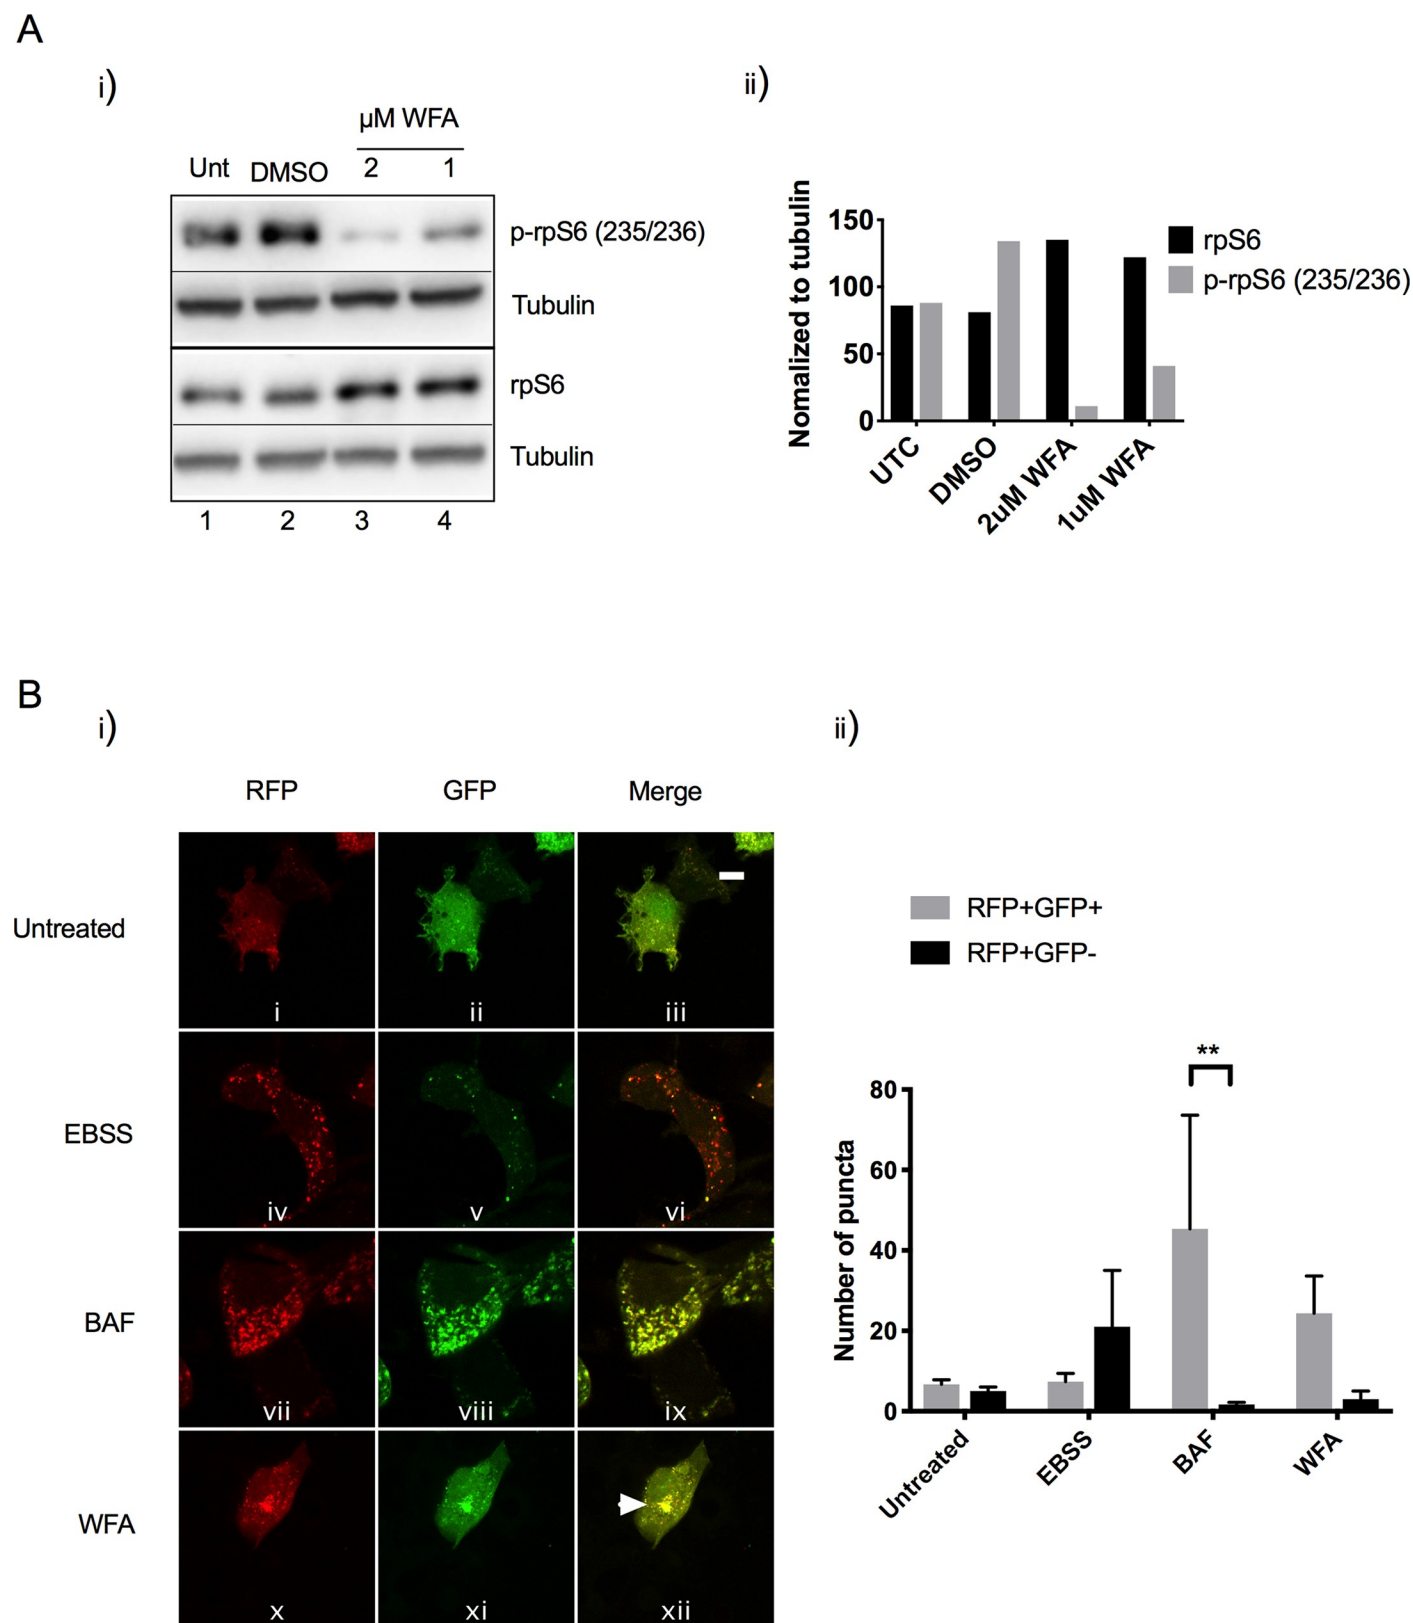 A
i)
µM WFA
Unt DMSO 2 1
p-rpS6 (235/236)
Tubulin
rpS6
Tubulin
1 2 3 4
ii)
Nomalized to tubulin
150
100
50
0
UTC
DMSO
2uM WFA
1uM WFA
rpS6
p-rpS6 (235/236)
B
i)
RFP GFP Merge
Untreated
i ii iii
EBSS
iv v vi
BAF
vii viii ix
WFA
x xi xii
ii)
RFP+GFP+
RFP+GFP-
**
Number of puncta
80
60
40
20
0
Untreated
EBSS
BAF
WFA